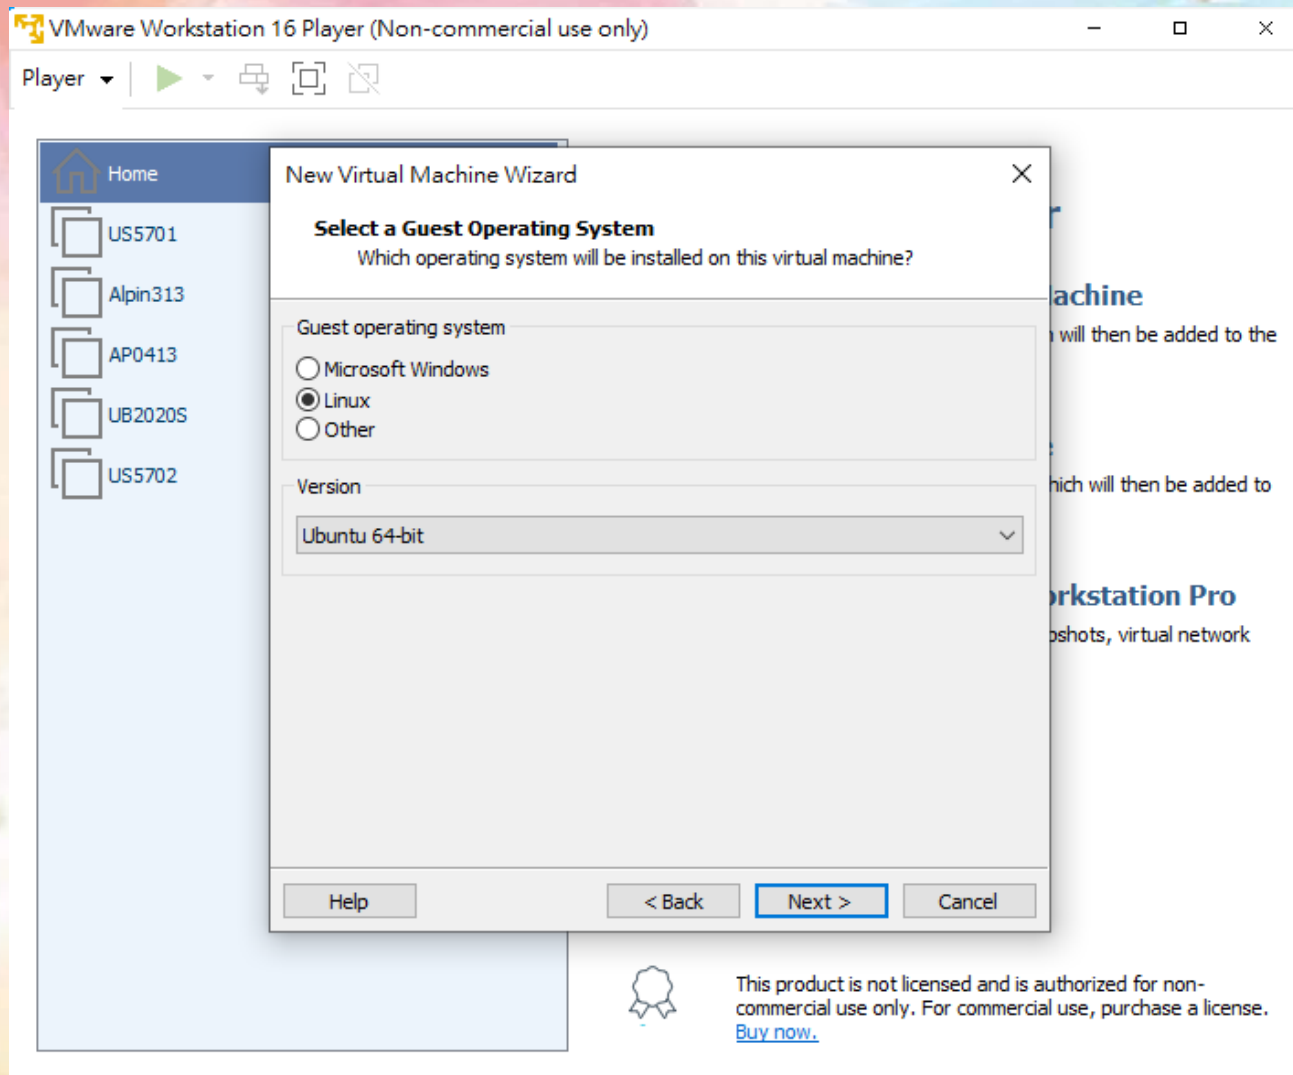 VMware Workstation 16 Player (Non-commercial use only)
Player
Home
US5701
Alpin313
AP0413
UB2020S
US5702
New Virtual Machine Wizard
Select a Guest Operating System
Which operating system will be installed on this virtual machine?
Guest operating system
Microsoft Windows
Linux
Other
Version
Ubuntu 64-bit
Help
< Back
Next >
Cancel
will then be added to the
will then be added to
Pro
virtual network
This product is not licensed and is authorized for non-
commercial use only. For commercial use, purchase a license.
Buy now.